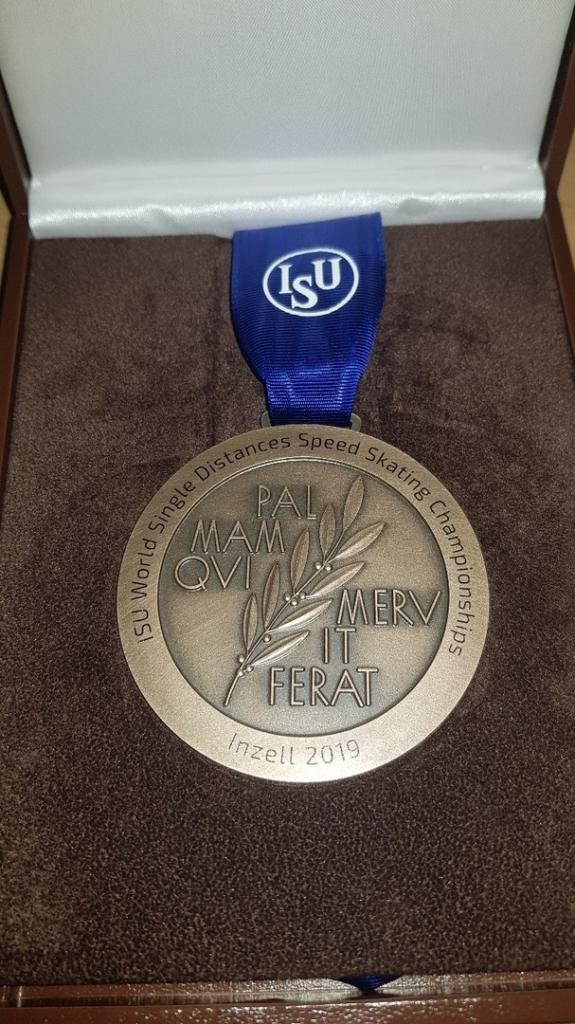 ISU
ISU World Single Distances Speed Skating Championships
PAL
MAM
QVI
MERV
IT
FERAT
Inzell 2019